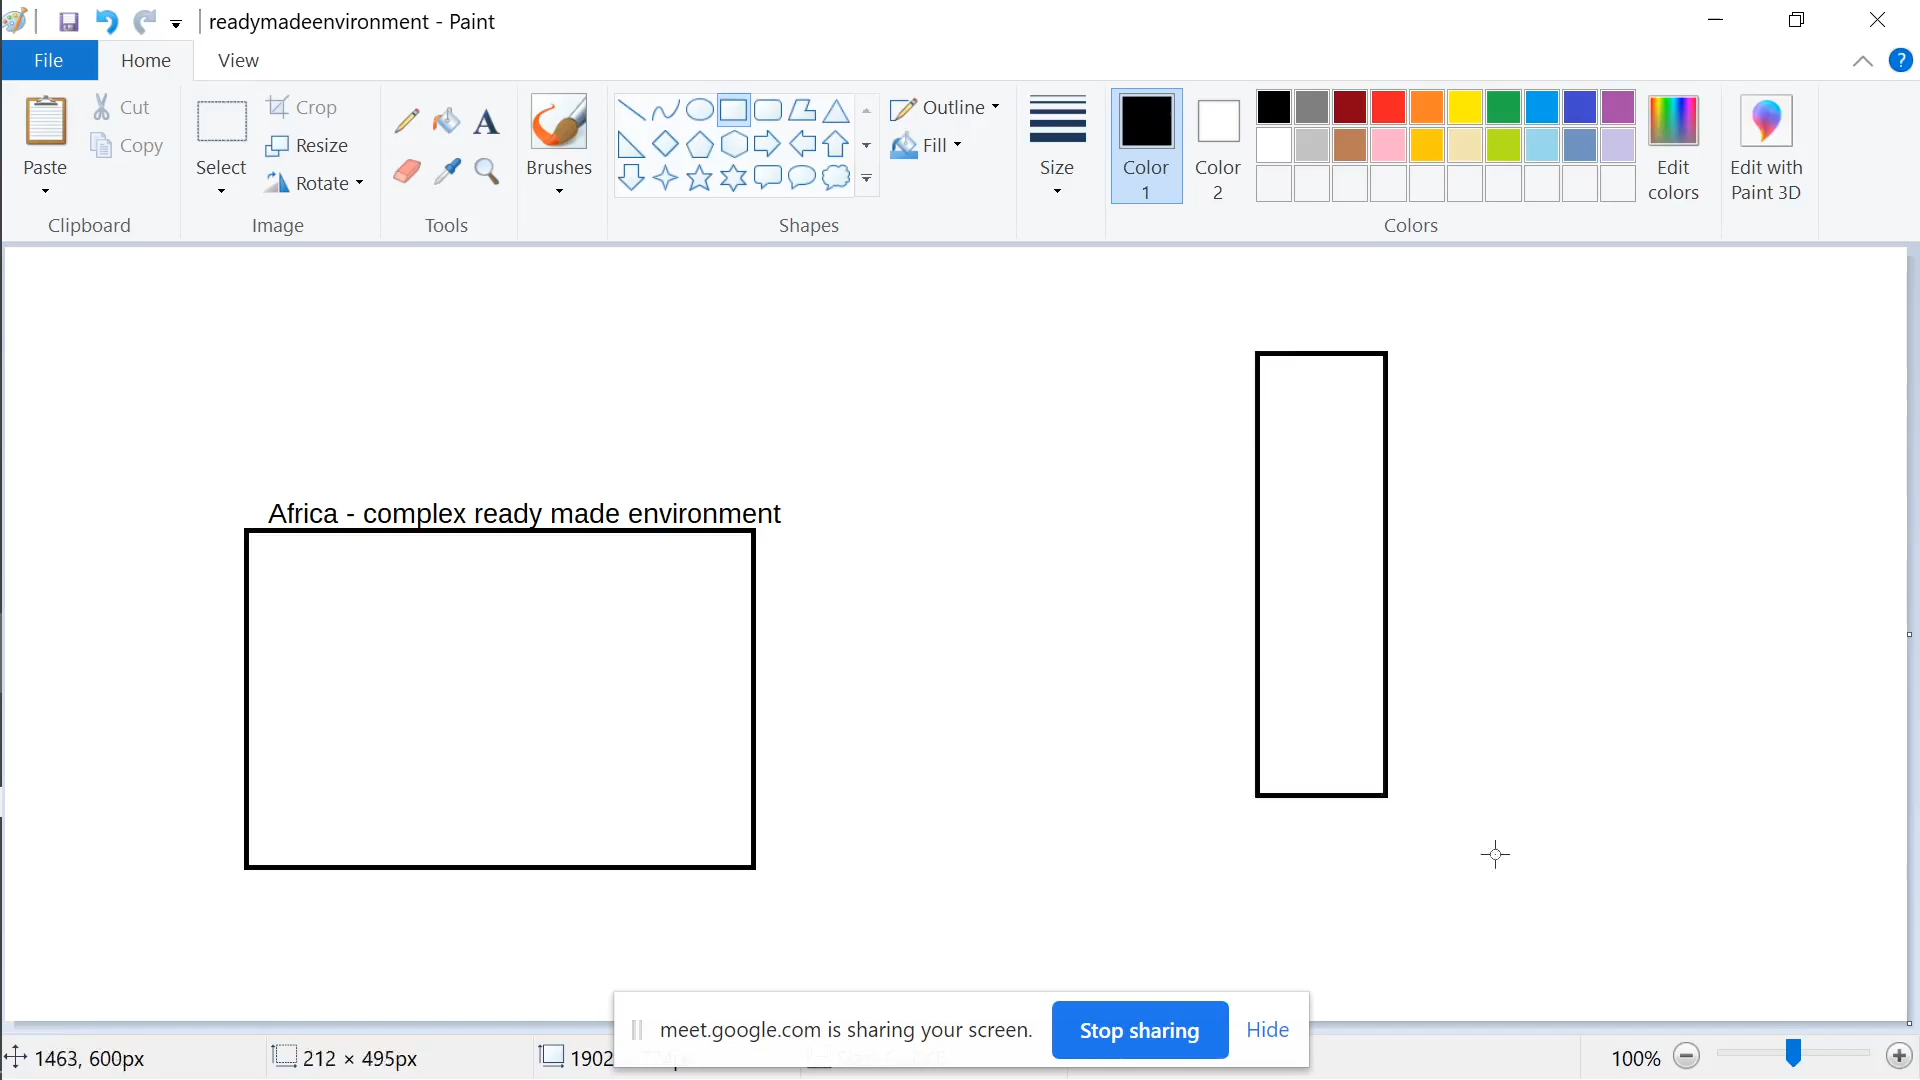 readymadeenvironment - Paint
File
Home
View
?
Paste
Cut
Copy
Clipboard
Select
Crop
Resize
Rotate
Image
A
Tools
Brushes
Shapes
Outline
Fill
Size
Color
1
Color
2
Edit
colors
Colors
Edit with
Paint 3D
Africa - complex ready made environment
meet.google.com is sharing your screen.
Stop sharing
Hide
1463, 600px
212 × 495px
1902
100%